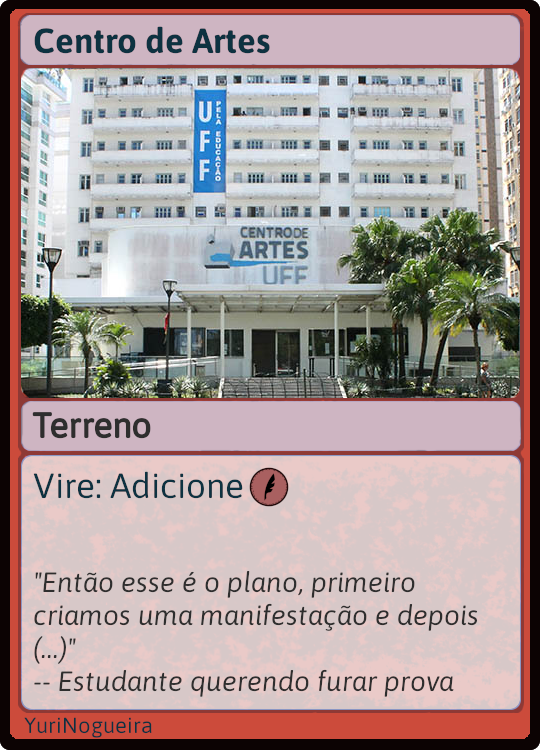 Centro de Artes
UFF
PELA EDUCAÇÃO
CENTRO DE
ARTES
UFF
Terreno
Vire: Adicione
"Então esse é o plano, primeiro
criamos uma manifestação e depois
(...)"
-- Estudante querendo furar prova
YuriNogueira